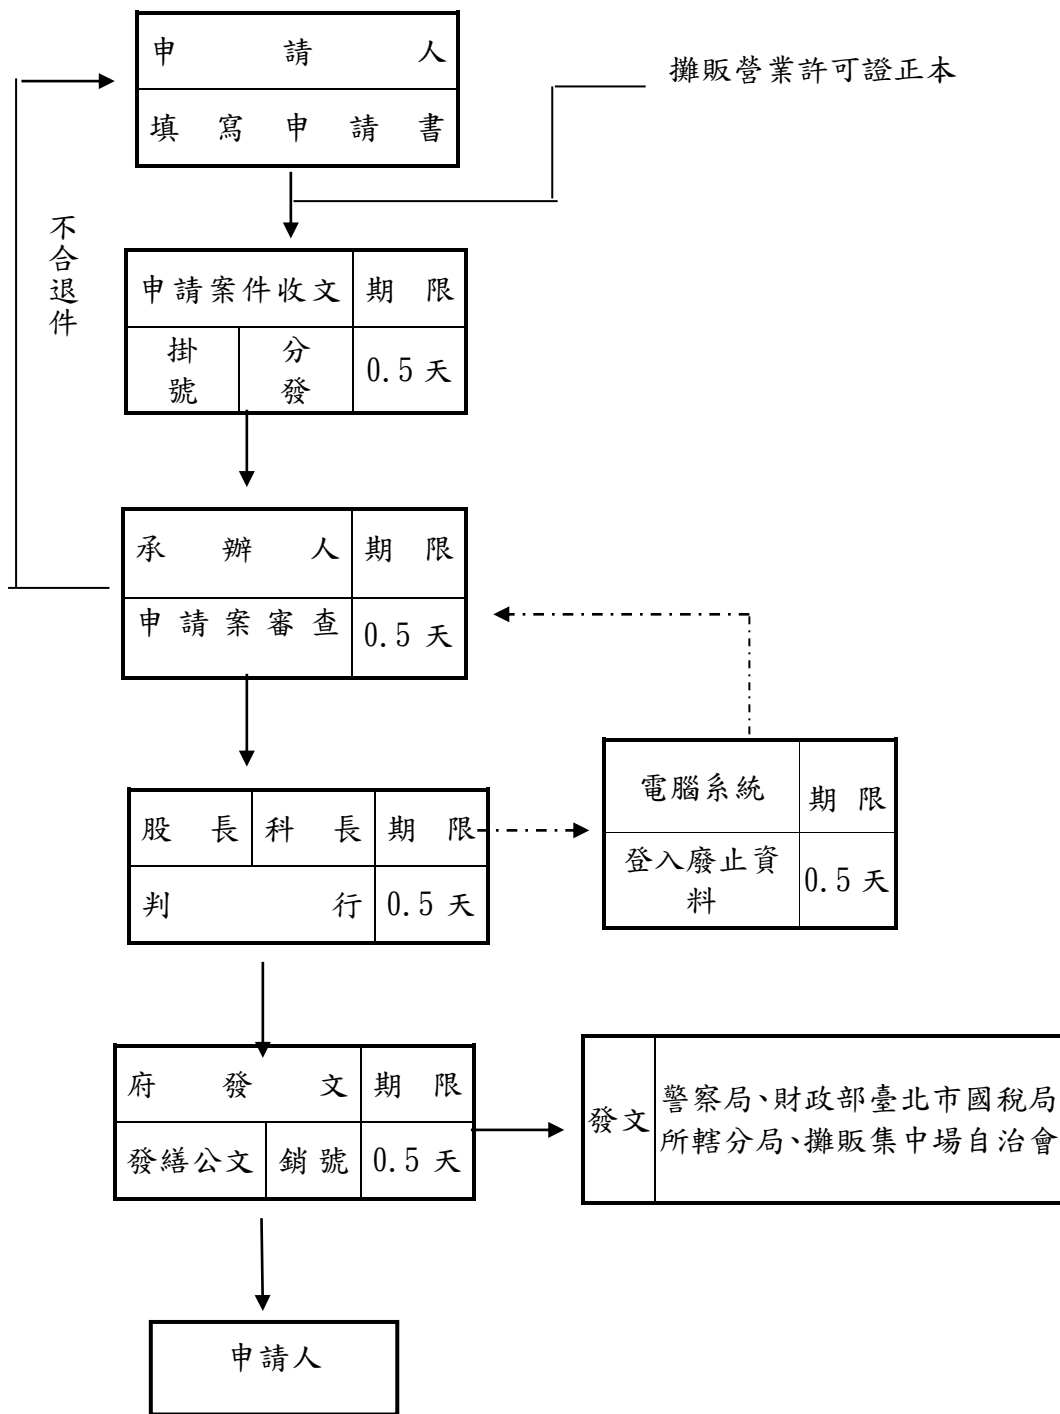 申請人
攤販營業許可證正本
填寫申請書
不合退件
申請案件收文
期限
掛號
分發
0.5天
承辦人
期限
申請案審查
0.5天
電腦系統
期限
登入廢止資
料
0.5天
股長
科長
期限
判行
0.5天
府發文
期限
發繕公文
銷號
0.5天
發文
警察局、財政部臺北市國稅局
所轄分局、攤販集中場自治會
申請人